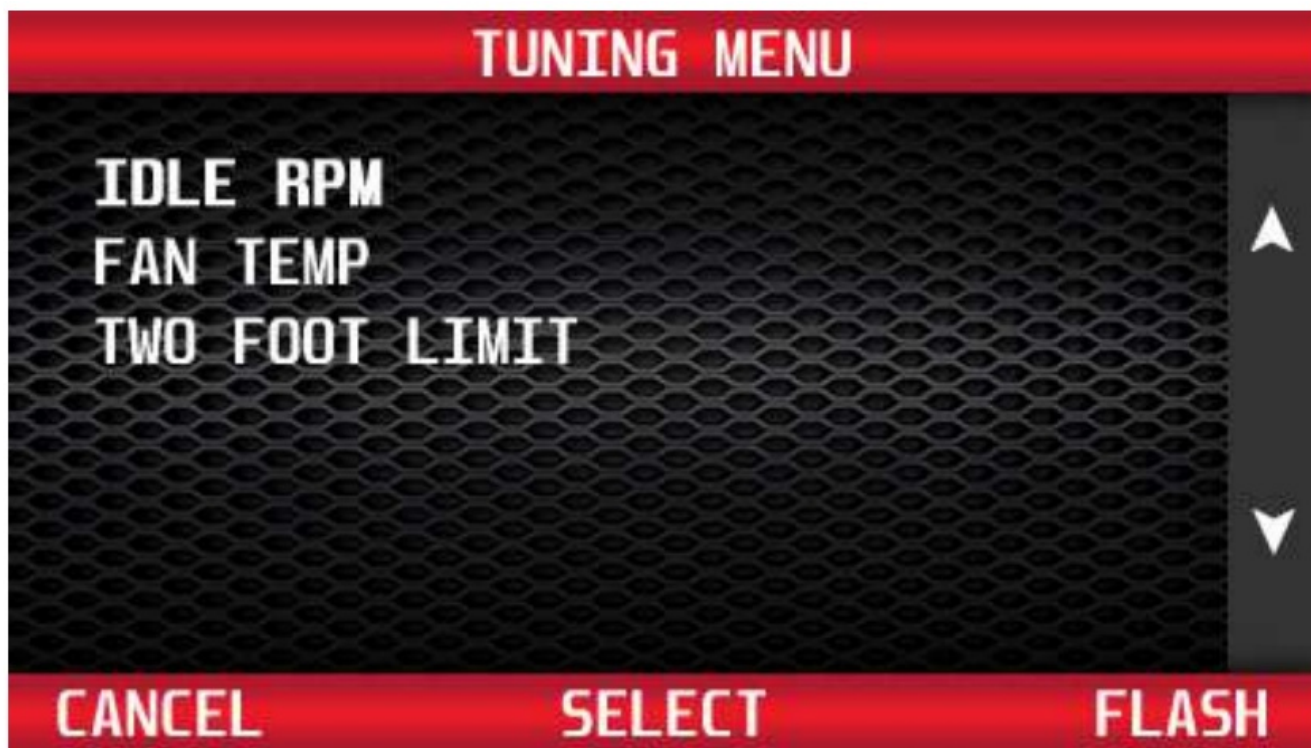 TUNING MENU
IDLE RPM
FAN TEMP
TWO FOOT LIMIT
CANCEL SELECT FLASH